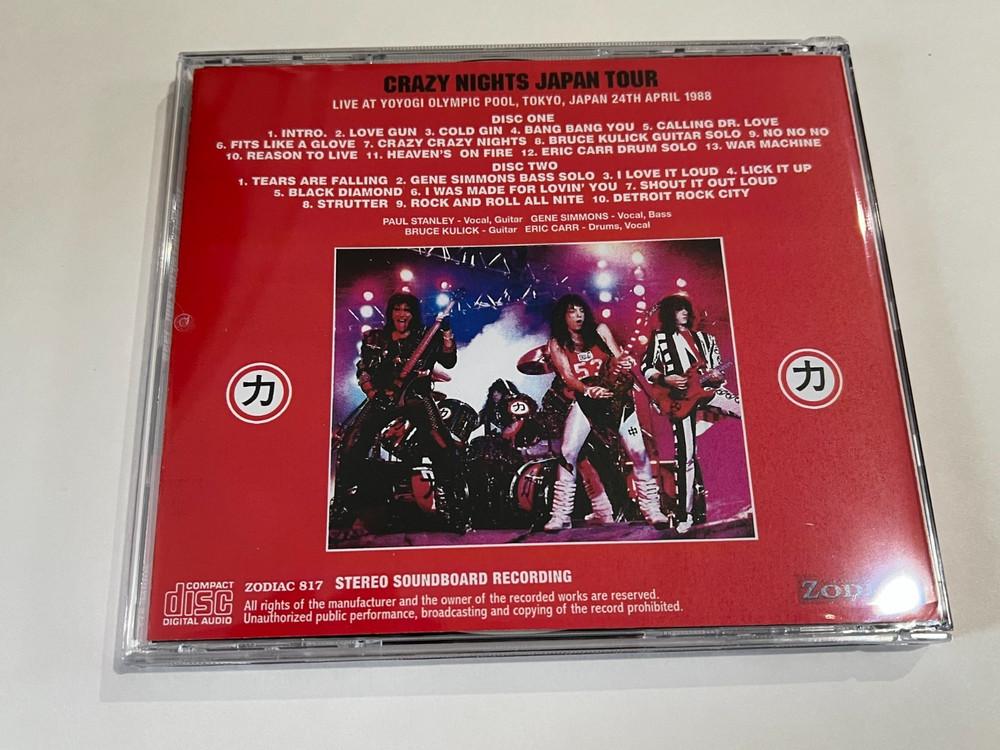 CRAZY NIGHTS JAPAN TOUR
LIVE AT YOYOGI OLYMPIC POOL, TOKYO, JAPAN 24TH APRIL 1988
DISC ONE
1. INTRO. 2. LOVE GUN 3. COLD GIN 4. BANG BANG YOU 5. CALLING DR. LOVE
6. FITS LIKE A GLOVE 7. CRAZY CRAZY NIGHTS 8. BRUCE KULICK GUITAR SOLO 9. NO NO NO
10. REASON TO LIVE 11. HEAVEN'S ON FIRE 12. ERIC CARR DRUM SOLO 13. WAR MACHINE
DISC TWO
1. TEARS ARE FALLING 2. GENE SIMMONS BASS SOLO 3. I LOVE IT LOUD 4. LICK IT UP
5. BLACK DIAMOND 6. I WAS MADE FOR LOVIN' YOU 7. SHOUT IT OUT LOUD
8. STRUTTER 9. ROCK AND ROLL ALL NITE 10. DETROIT ROCK CITY
PAUL STANLEY - Vocal, Guitar GENE SIMMONS - Vocal, Bass
BRUCE KULICK - Guitar ERIC CARR - Drums, Vocal
53
力
力
力
中
COMPACT
disc
DIGITAL AUDIO
ZODIAC 817 STEREO SOUNDBOARD RECORDING
All rights of the manufacturer and the owner of the recorded works are reserved.
Unauthorized public performance, broadcasting and copying of the record prohibited.